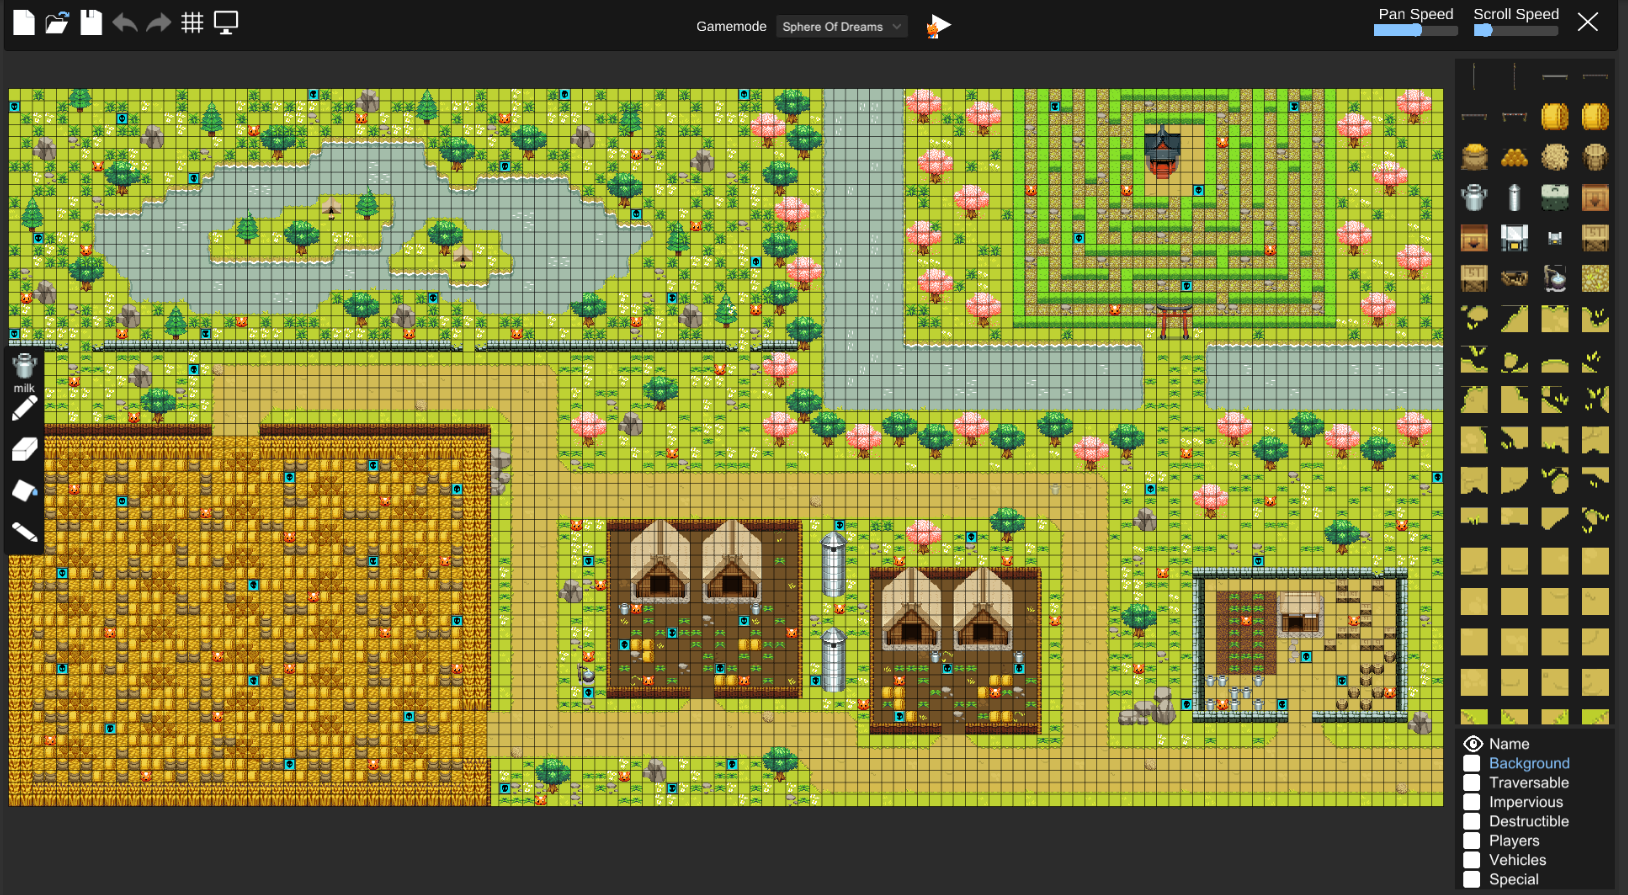 Gamemode
Sphere Of Dreams
Pan Speed
Scroll Speed
milk
Name
Background
Traversable
Impervious
Destructible
Players
Vehicles
Special